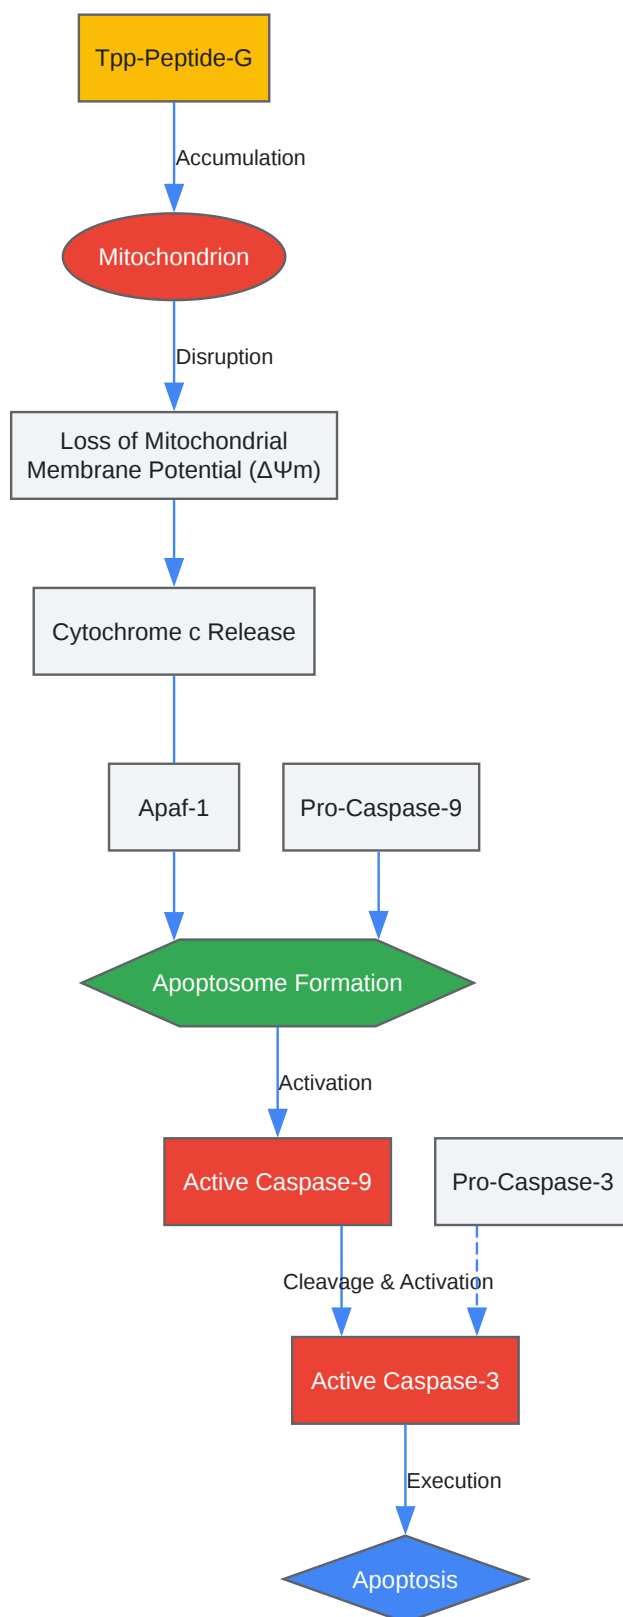 Tpp-Peptide-G
Accumulation
Mitochondrion
Disruption
Loss of Mitochondrial
Membrane Potential (ΔΨm)
Cytochrome c Release
Apaf-1
Pro-Caspase-9
Apoptosome Formation
Activation
Active Caspase-9
Pro-Caspase-3
Cleavage & Activation
Active Caspase-3
Execution
Apoptosis